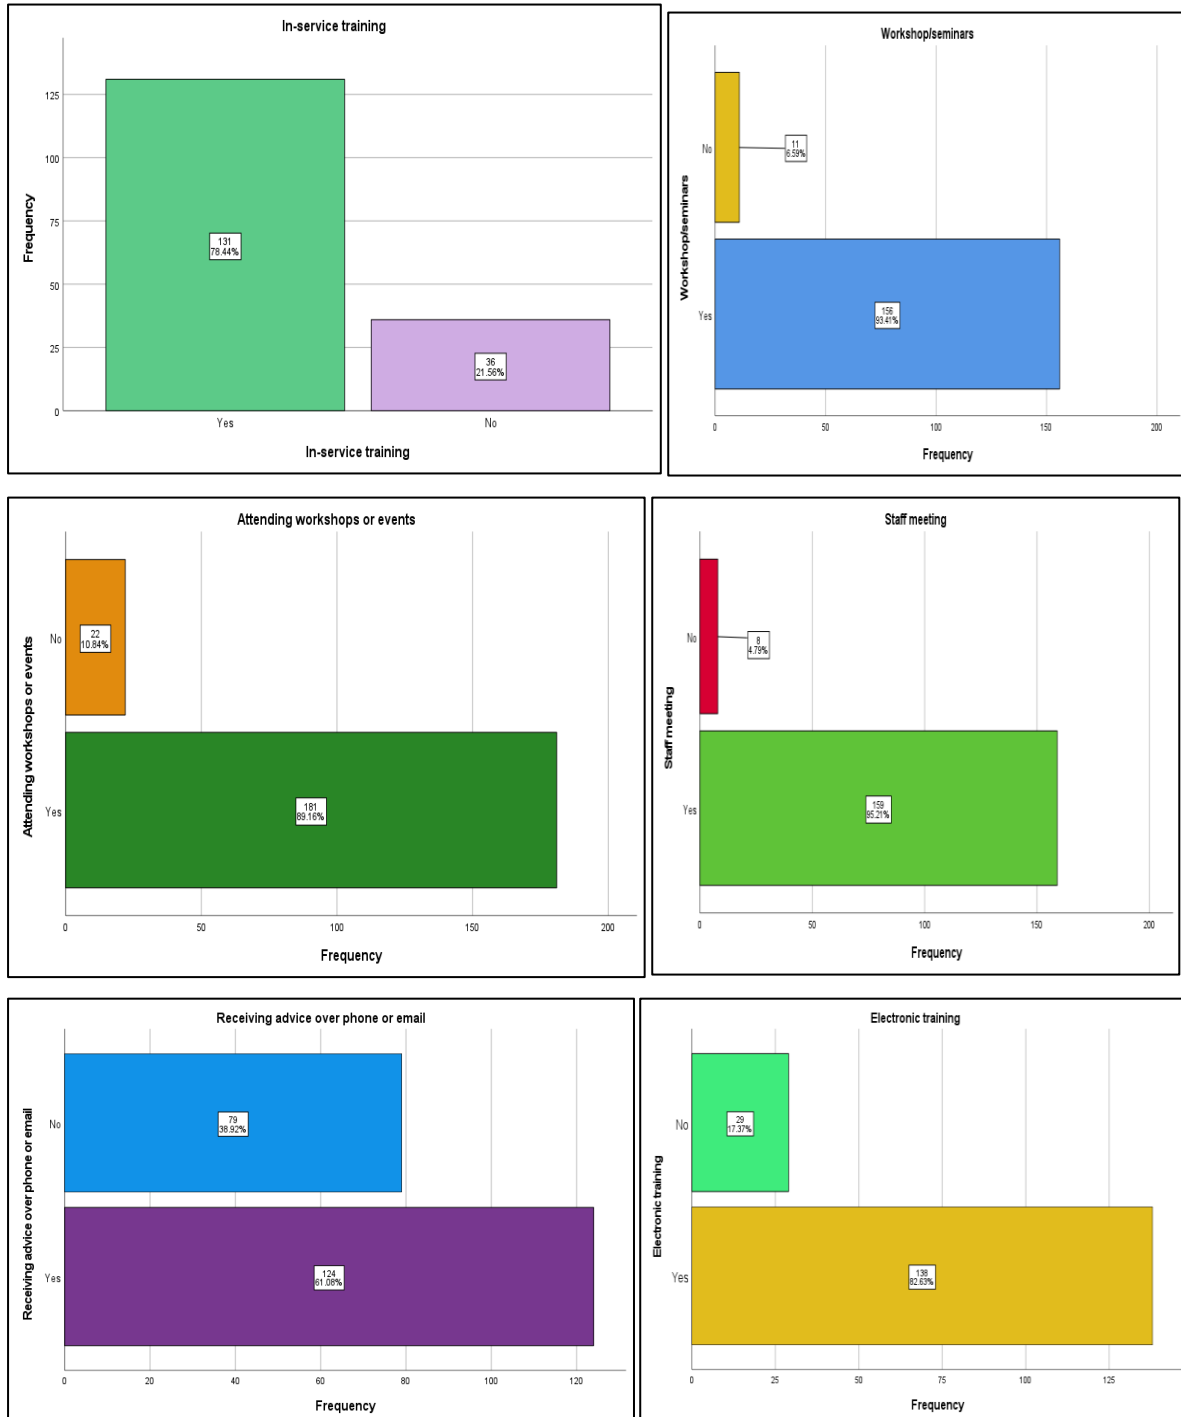 In-service training
Frequency
125
100
75
50
25
0
131
78.44%
36
21.56%
Yes
No
In-service training
Workshop/seminars
Workshop/seminars
No
Yes
11
6.59%
156
93.41%
0
50
100
150
200
Frequency
Attending workshops or events
Attending workshops or events
No
Yes
22
10.84%
181
89.16%
0
50
100
150
200
Frequency
Staff meeting
Staff meeting
No
Yes
8
4.79%
159
95.21%
0
50
100
150
200
Frequency
Receiving advice over phone or email
Receiving advice over phone or email
No
Yes
79
38.92%
124
61.08%
0
20
40
60
80
100
120
Frequency
Electronic training
Electronic training
No
Yes
29
17.37%
138
82.63%
0
25
50
75
100
125
Frequency